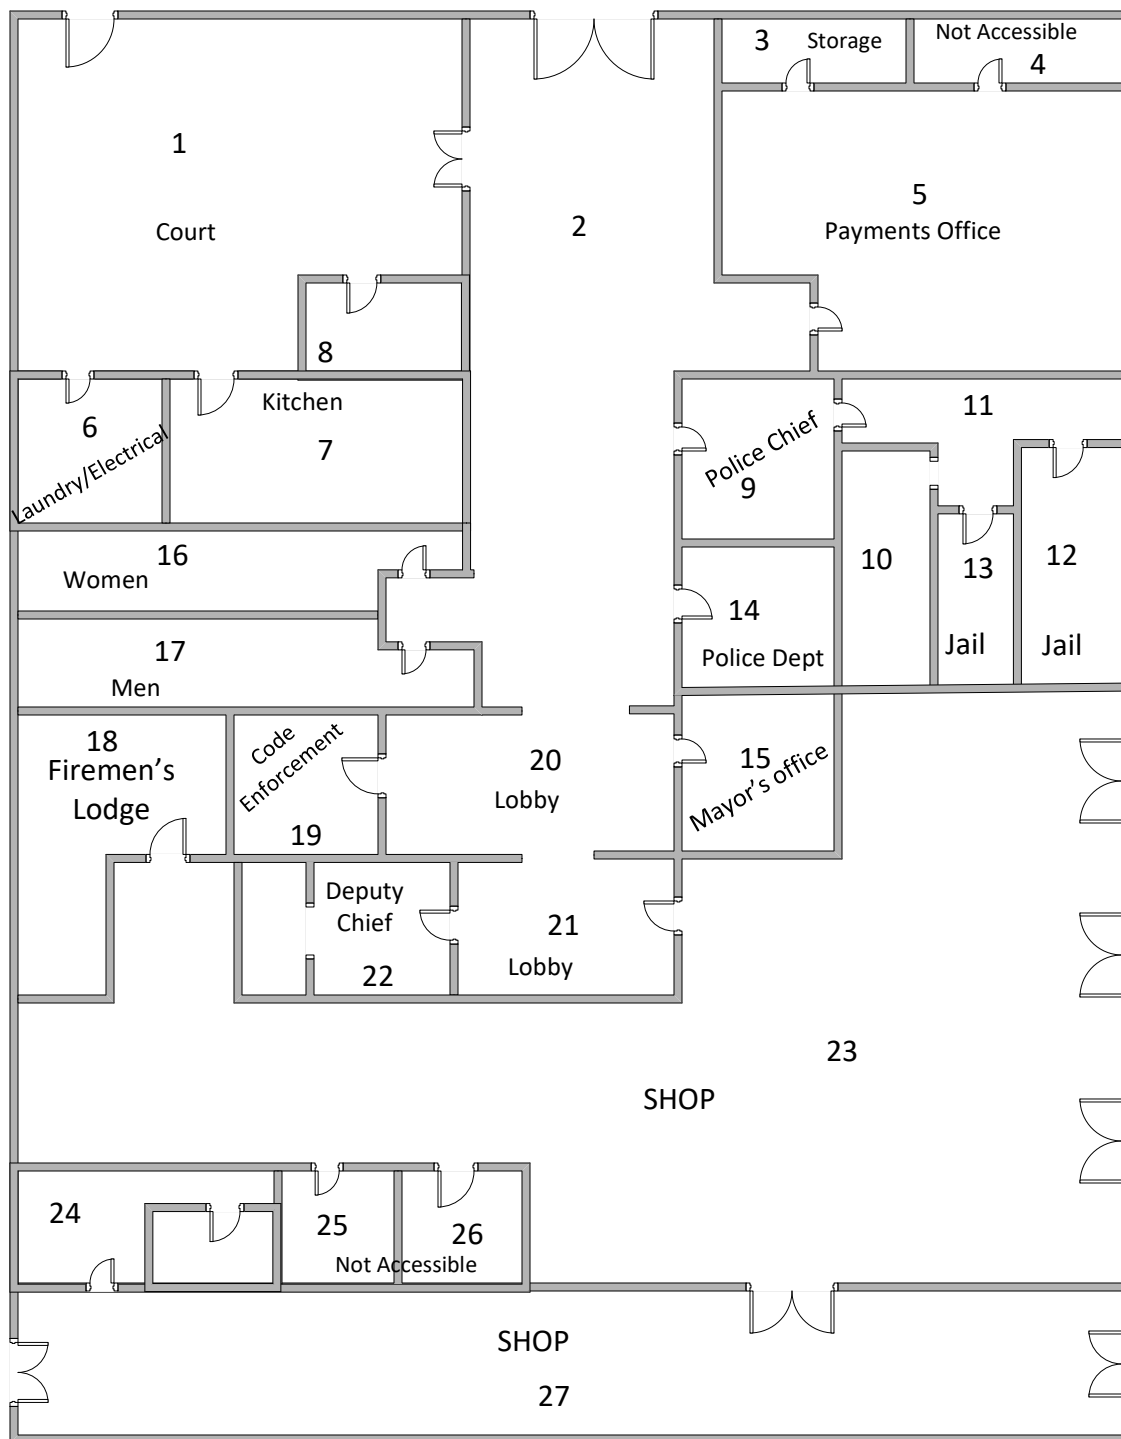 3 Storage
Not Accessible
4
1
Court
2
5
Payments Office
8
Kitchen
7
6
Laundry/Electrical
Police Chief
9
11
10
13
Jail
12
Jail
16
Women
14
Police Dept
17
Men
18
Firemen's
Lodge
Code
Enforcement
19
20
Lobby
15
Mayor's office
Deputy
Chief
22
21
Lobby
23
SHOP
24
25
26
Not Accessible
SHOP
27